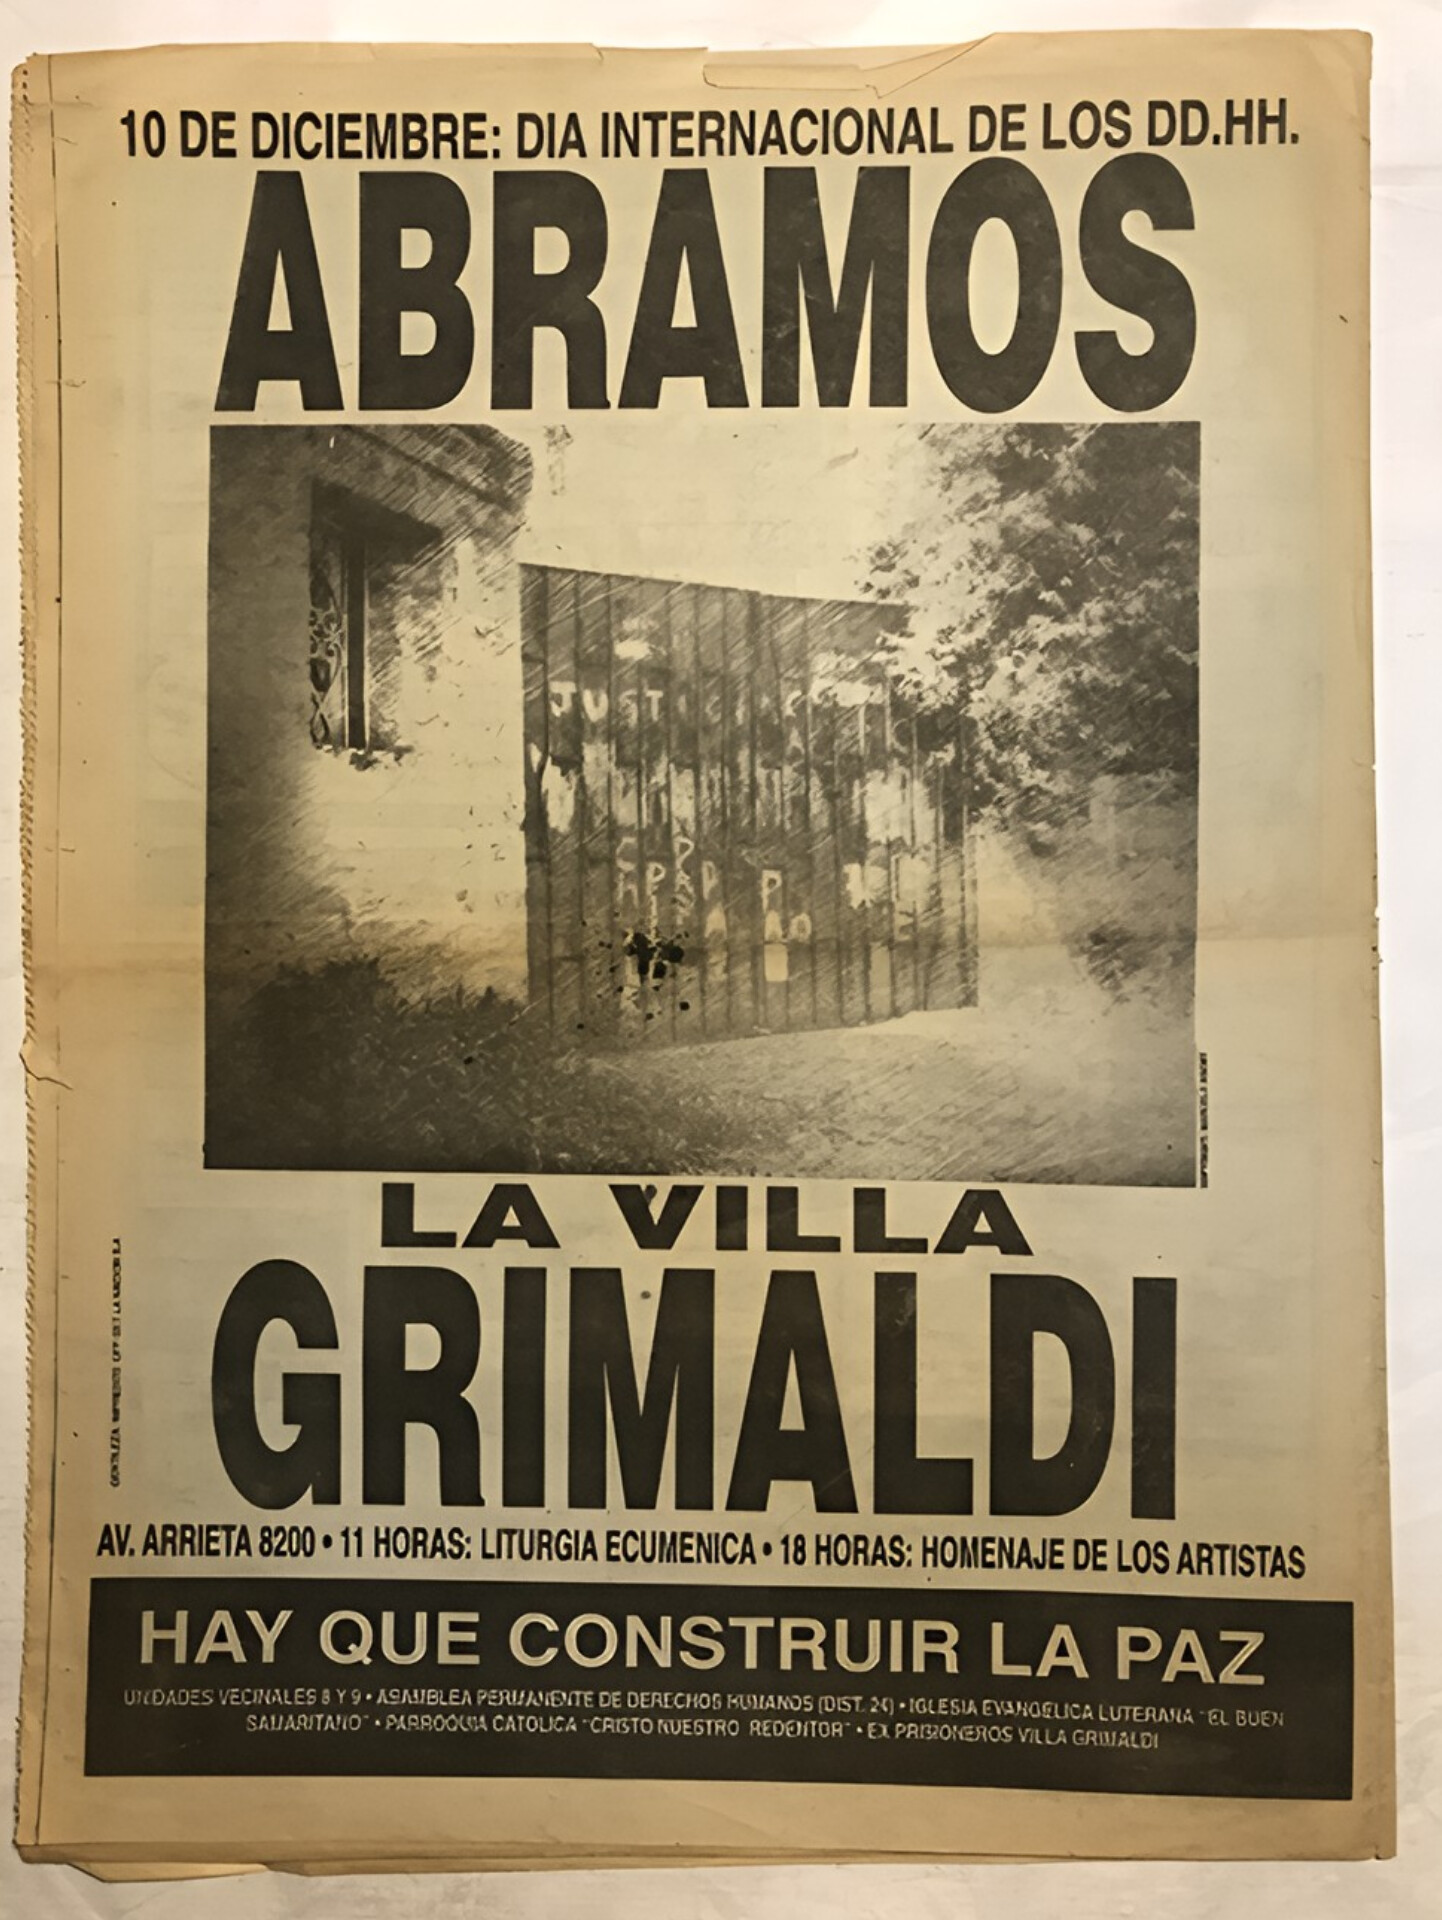 10 DE DICIEMBRE: DIA INTERNACIONAL DE LOS DD.HH.
ABRAMOS
JUSTICIA
LA VILLA
GRIMALDI
AV. ARRIETA 8200 • 11 HORAS: LITURGIA ECUMENICA • 18 HORAS: HOMENAJE DE LOS ARTISTAS
HAY QUE CONSTRUIR LA PAZ
UNIDADES VECINALES 8 Y 9 • ASAMBLEA PERMANENTE DE DERECHOS HUMANOS (DIST. 24) • IGLESIA EVANGELICA LUTERANA "EL BUEN
SAMARITANO" • PARROQUIA CATOLICA "CRISTO NUESTRO REDENTOR" • EX PRISIONEROS VILLA GRIMALDI